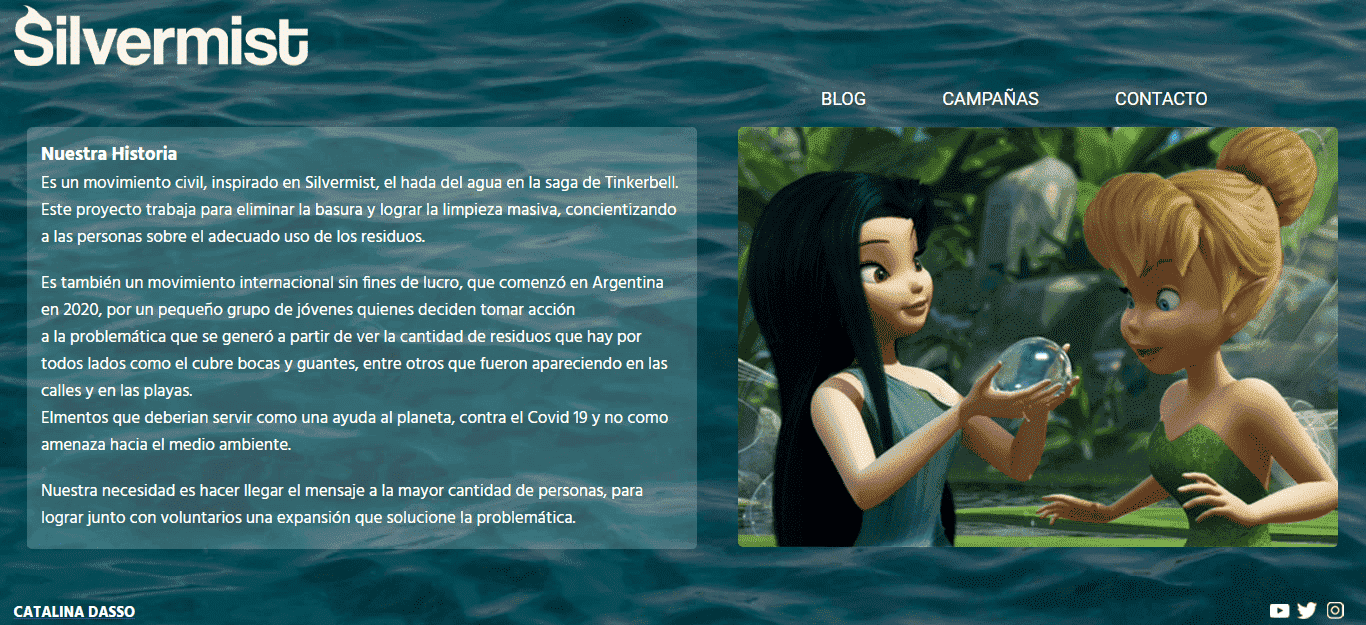 Silvermist
BLOG CAMPAÑAS CONTACTO
Nuestra Historia
Es un movimiento civil, inspirado en Silvermist, el hada del agua en la saga de Tinkerbell.
Este proyecto trabaja para eliminar la basura y lograr la limpieza masiva, concientizando
a las personas sobre el adecuado uso de los residuos.
Es también un movimiento internacional sin fines de lucro, que comenzó en Argentina
en 2020, por un pequeño grupo de jóvenes quienes deciden tomar acción
a la problemática que se generó a partir de ver la cantidad de residuos que hay por
todos lados como el cubre bocas y guantes, entre otros que fueron apareciendo en las
calles y en las playas.
Elmentos que deberian servir como una ayuda al planeta, contra el Covid 19 y no como
amenaza hacia el medio ambiente.
Nuestra necesidad es hacer llegar el mensaje a la mayor cantidad de personas, para
lograr junto con voluntarios una expansión que solucione la problemática.
CATALINA DASSO